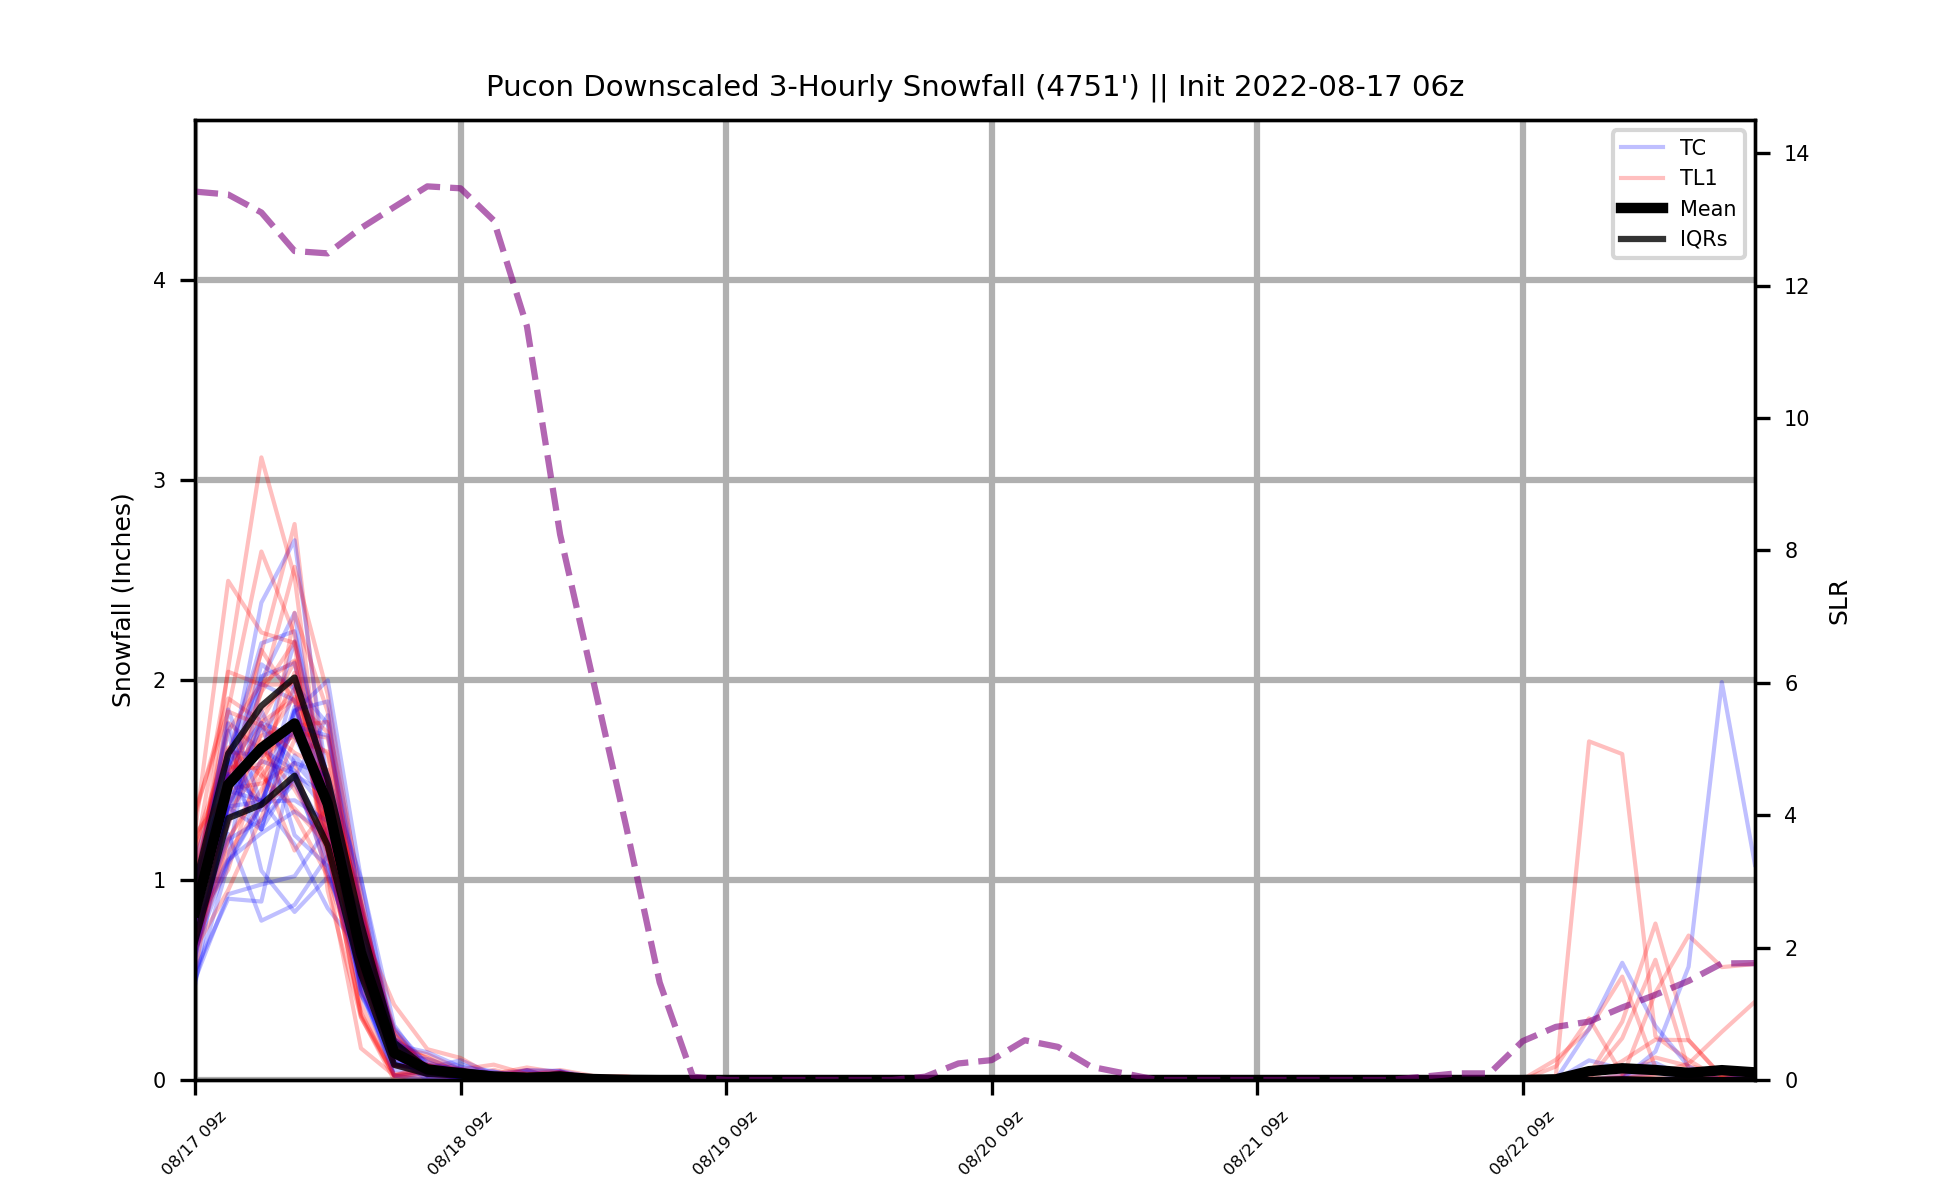 Pucon Downscaled 3-Hourly Snowfall (4751') || Init 2022-08-17 06z
TC
TL1
Mean
IQRs
Snowfall (Inches)
4
3
2
1
0
14
12
10
8
6
4
2
0
SLR
08/17 09z
08/18 09z
08/19 09z
08/20 09z
08/21 09z
08/22 09z